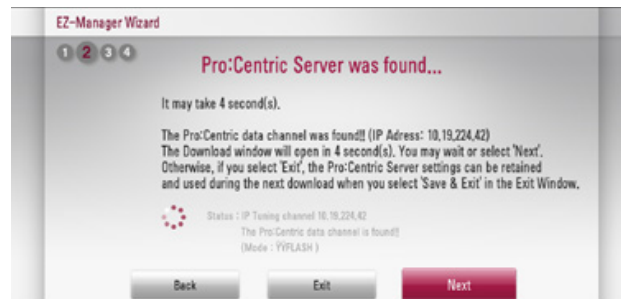 EZ-Manager Wizard
1 2 3 4
Pro:Centric Server was found...
It may take 4 second(s).
The Pro:Centric data channel was found!! (IP Adress: 10,19,224,42)
The Download window will open in 4 second(s). You may wait or select 'Next'.
Otherwise, if you select 'Exit', the Pro:Centric Server settings can be retained
and used during the next download when you select 'Save & Exit' in the Exit Window.
Status : IP Tuning channel 10,19,224,42
The Pro:Centric data channel is found!!
(Mode : ŸŸFLASH )
Back Exit Next